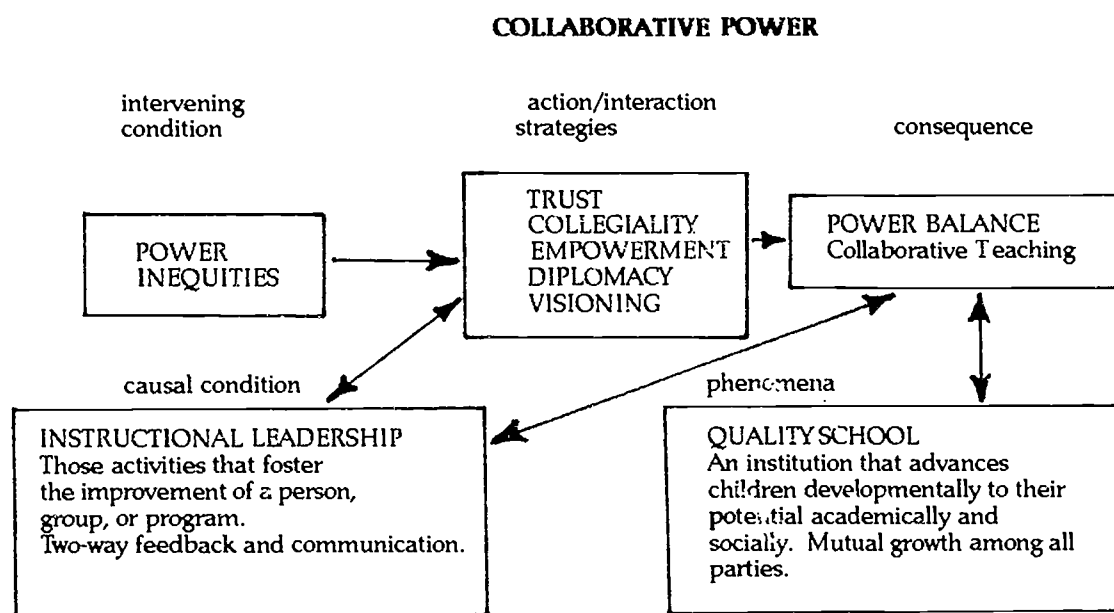 COLLABORATIVE POWER
intervening
condition
action/interaction
strategies
consequence
POWER
INEQUITIES
TRUST
COLLEGIALITY
EMPOWERMENT
DIPLOMACY
VISIONING
POWER BALANCE
Collaborative Teaching
causal condition
phenomena
INSTRUCTIONAL LEADERSHIP
Those activities that foster
the improvement of a person,
group, or program.
Two-way feedback and communication.
QUALITY SCHOOL
An institution that advances
children developmentally to their
potential academically and
socially. Mutual growth among all
parties.